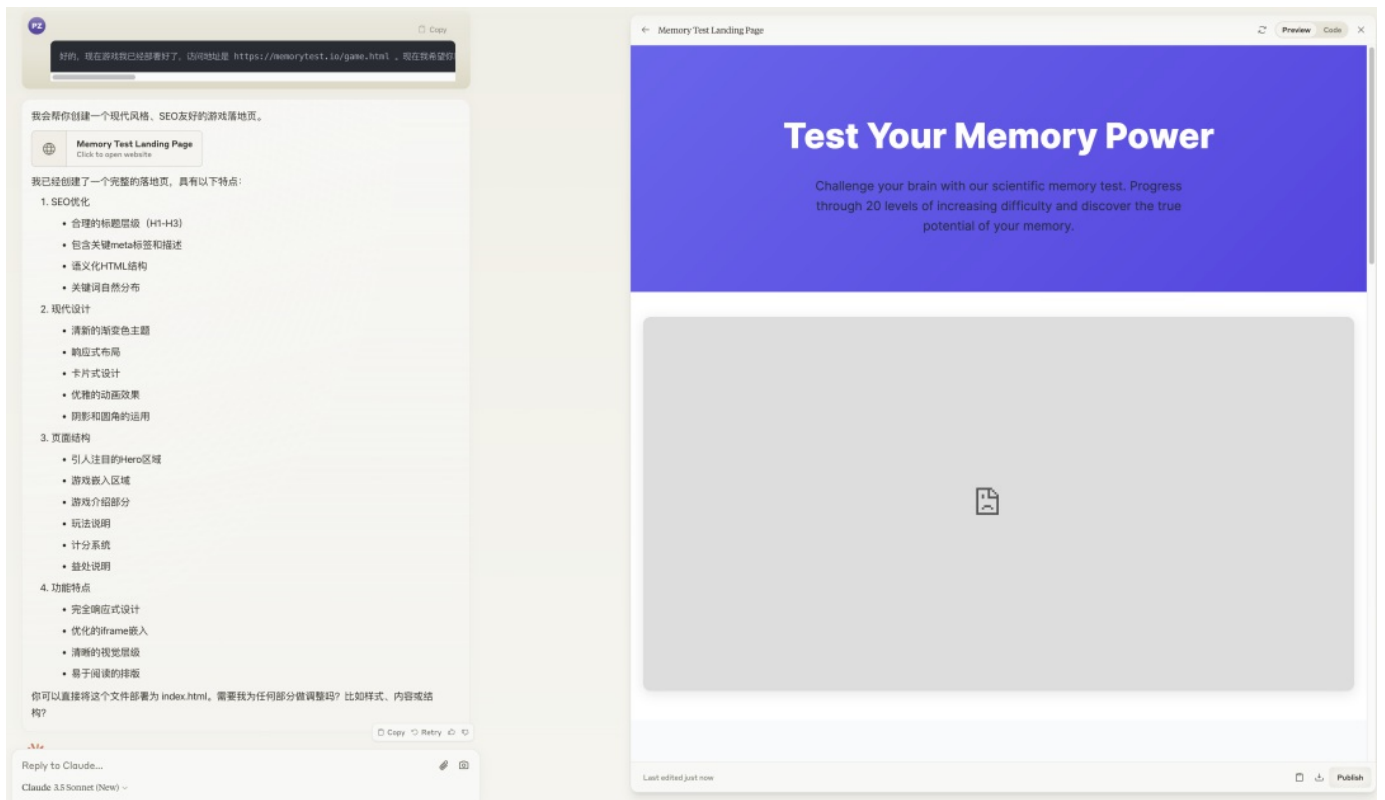 PZ
Copy
好的，现在游戏我已经部署好了，访问地址是 https://memorytest.io/game.html 。现在我希望你
我会帮你创建一个现代风格、SEO友好的游戏落地页。
Memory Test Landing Page
Click to open website
我已经创建了一个完整的落地页，具有以下特点：
1. SEO优化
• 合理的标题层级（H1-H3）
• 包含关键meta标签和描述
• 语义化HTML结构
• 关键词自然分布
2. 现代设计
• 清新的渐变色主题
• 响应式布局
• 卡片式设计
• 优雅的动画效果
• 阴影和圆角的运用
3. 页面结构
• 引人注目的Hero区域
• 游戏嵌入区域
• 游戏介绍部分
• 玩法说明
• 计分系统
• 益处说明
4. 功能特点
• 完全响应式设计
• 优化的iframe嵌入
• 清晰的视觉层级
• 易于阅读的排版
你可以直接将这个文件部署为 index.html。需要我为任何部分做调整吗？比如样式、内容或结
构？
Copy Retry
Reply to Claude...
Claude 3.5 Sonnet (New)
Memory Test Landing Page
Preview Code
Test Your Memory Power
Challenge your brain with our scientific memory test. Progress
through 20 levels of increasing difficulty and discover the true
potential of your memory.
Last edited just now
Publish